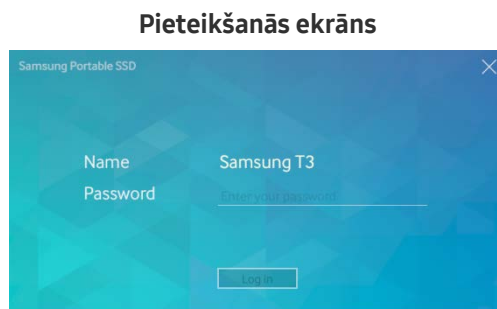 Pieteikšanās ekrāns
Samsung Portable SSD
Name Samsung T3
Password Enter your password
Log in